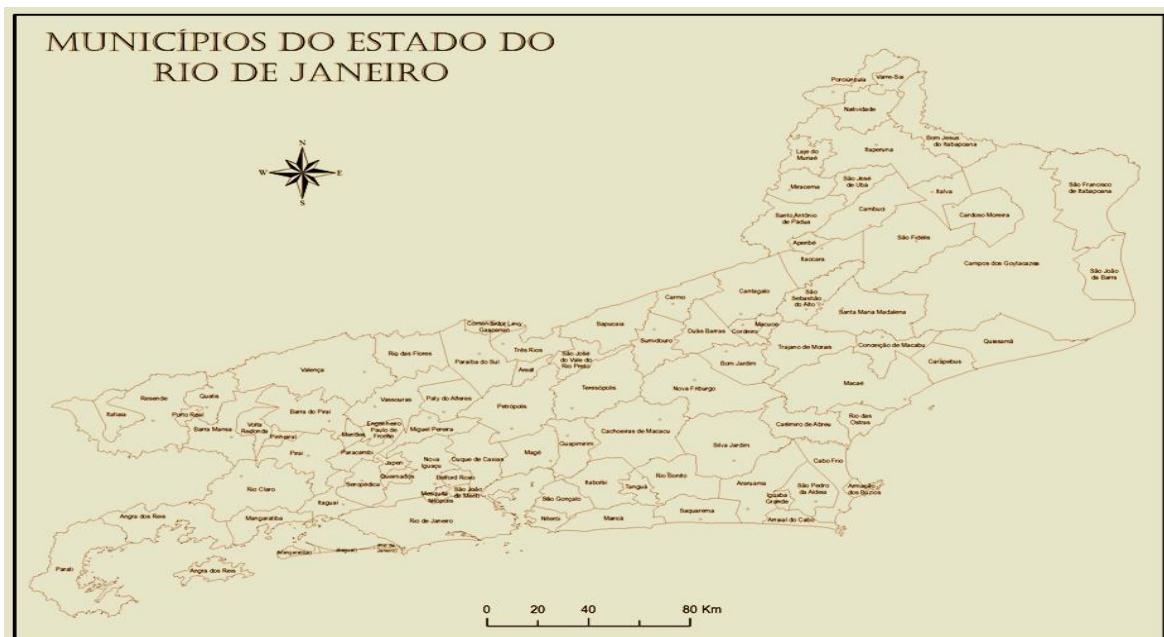 MUNICÍPIOS DO ESTADO DO
RIO DE JANEIRO
N
W
E
S
Porciúncula
Varre-Sai
Natividade
Bom Jesus
do Itabapoana
Itaperuna
Laje do
Muriaé
São José
de Ubá
Miracema
Italva
São Francisco
de Itabapoana
Cambuci
Cardoso Moreira
Santo Antônio
de Pádua
Aperibé
São Fidélis
Itaocara
Campos dos Goytacazes
São João
da Barra
Cantagalo
São
Sebastião
do Alto
Carmo
Santa Maria Madalena
Comendador Levy
Gasparian
Sapucaia
Sumidouro
Duas Barras
Cordeiro
Macuco
Trajano de Morais
Conceição de Macabu
Quissamã
Carapebus
Rio das Flores
Paraíba do Sul
Três Rios
São José
do Vale do
Rio Preto
Areal
Bom Jardim
Valença
Teresópolis
Nova Friburgo
Macaé
Resende
Quatis
Itatiaia
Porto Real
Barra Mansa
Volta
Redonda
Pinheiral
Barra do Piraí
Vassouras
Paty do Alferes
Petrópolis
Mendes
Engenheiro
Paulo de
Frontin
Miguel Pereira
Cachoeiras de Macacu
Casimiro de Abreu
Rio das
Ostras
Piraí
Paracambi
Japeri
Nova
Iguaçu
Duque de Caxias
Magé
Guapimirim
Silva Jardim
Cabo Frio
Rio Claro
Seropédica
Queimados
Belford Roxo
Mesquita
Nilópolis
São João
de Meriti
Itaboraí
Tanguá
Rio Bonito
Araruama
Iguaba
Grande
São Pedro
da Aldeia
Armação
dos Búzios
Itaguaí
São Gonçalo
Niterói
Maricá
Saquarema
Arraial do Cabo
Angra dos Reis
Mangaratiba
Rio de Janeiro
Mangaratiba
Itaguaí
Rio de
Janeiro
Parati
Angra dos Reis
0 20 40 80 Km